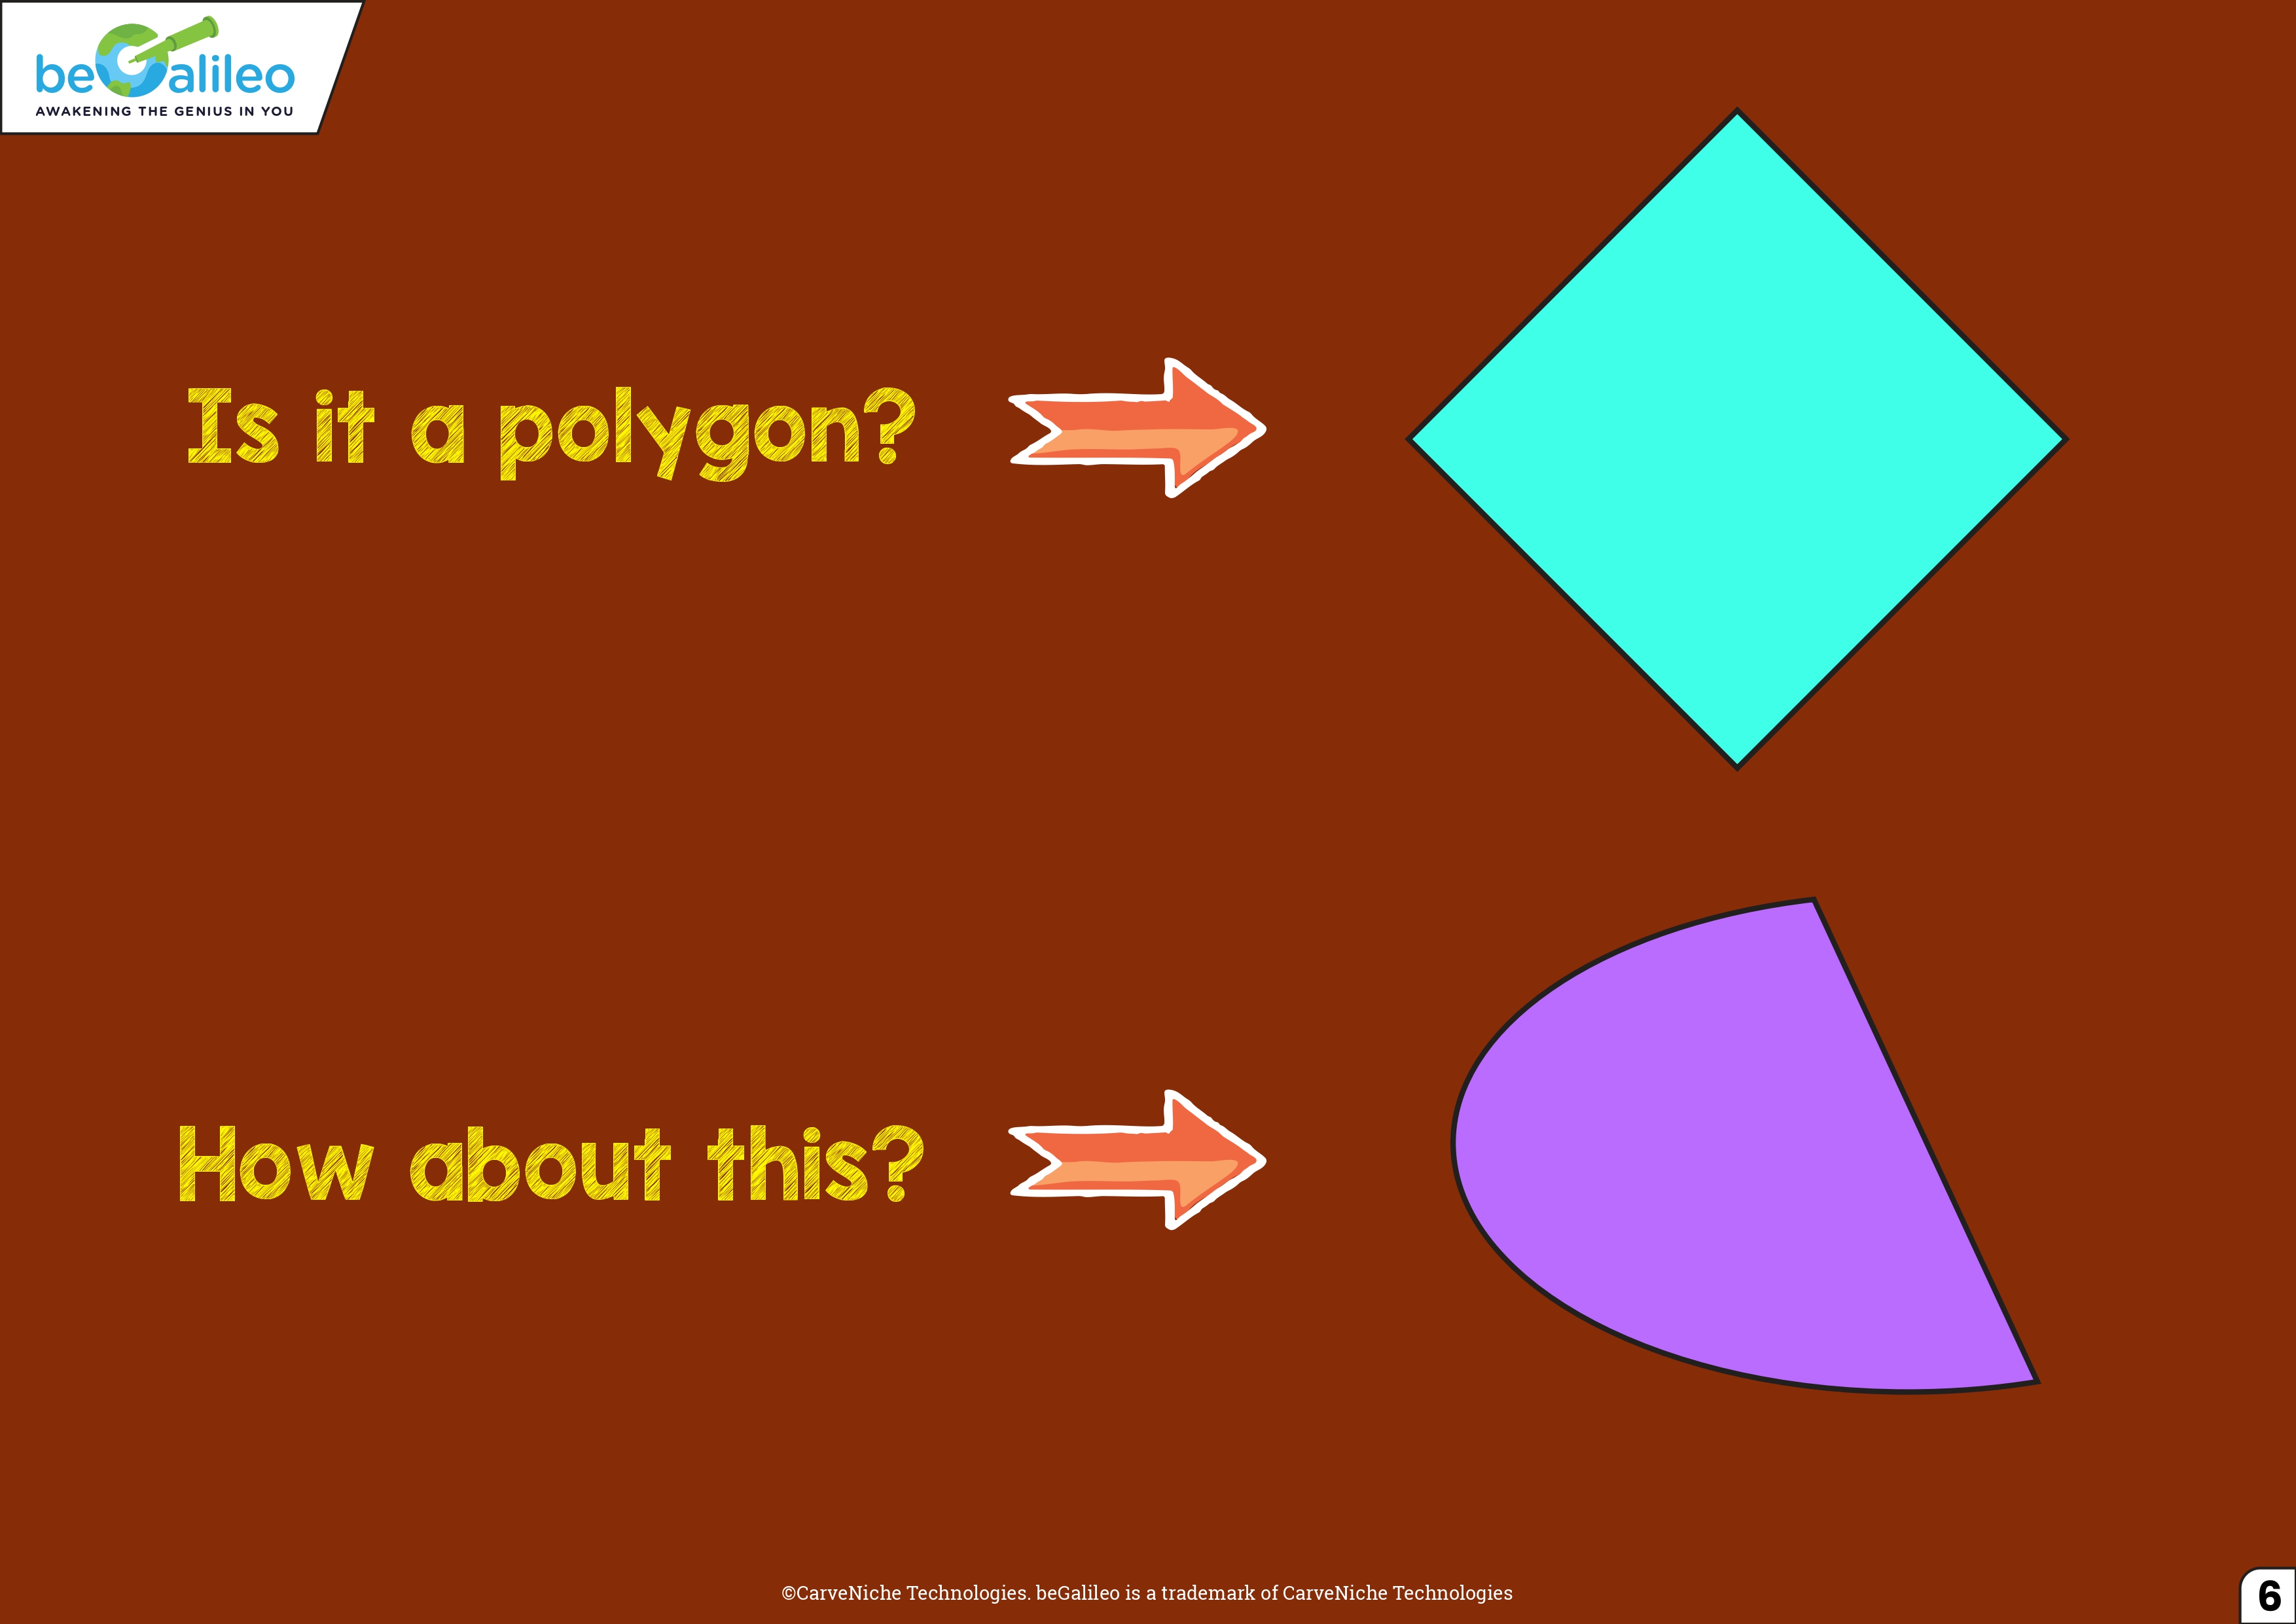 beGalileo
AWAKENING THE GENIUS IN YOU
Is it a polygon?
How about this?
©CarveNiche Technologies. beGalileo is a trademark of CarveNiche Technologies
6